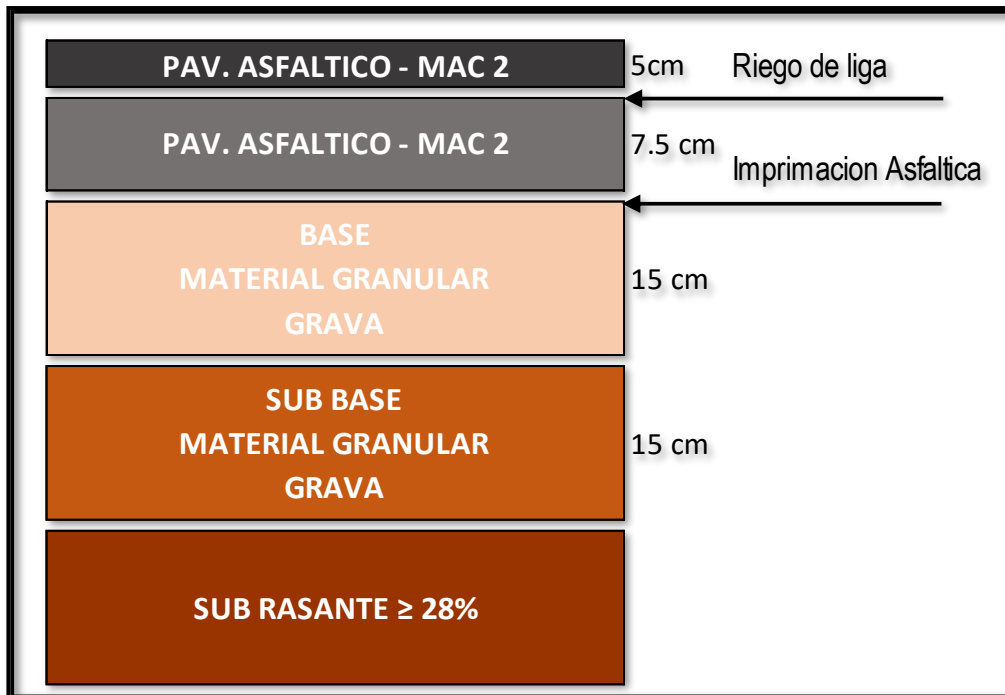 PAV. ASFALTICO - MAC 2
5cm
Riego de liga
PAV. ASFALTICO - MAC 2
7.5 cm
Imprimacion Asfaltica
BASE
MATERIAL GRANULAR
GRAVA
15 cm
SUB BASE
MATERIAL GRANULAR
GRAVA
15 cm
SUB RASANTE ≥ 28%